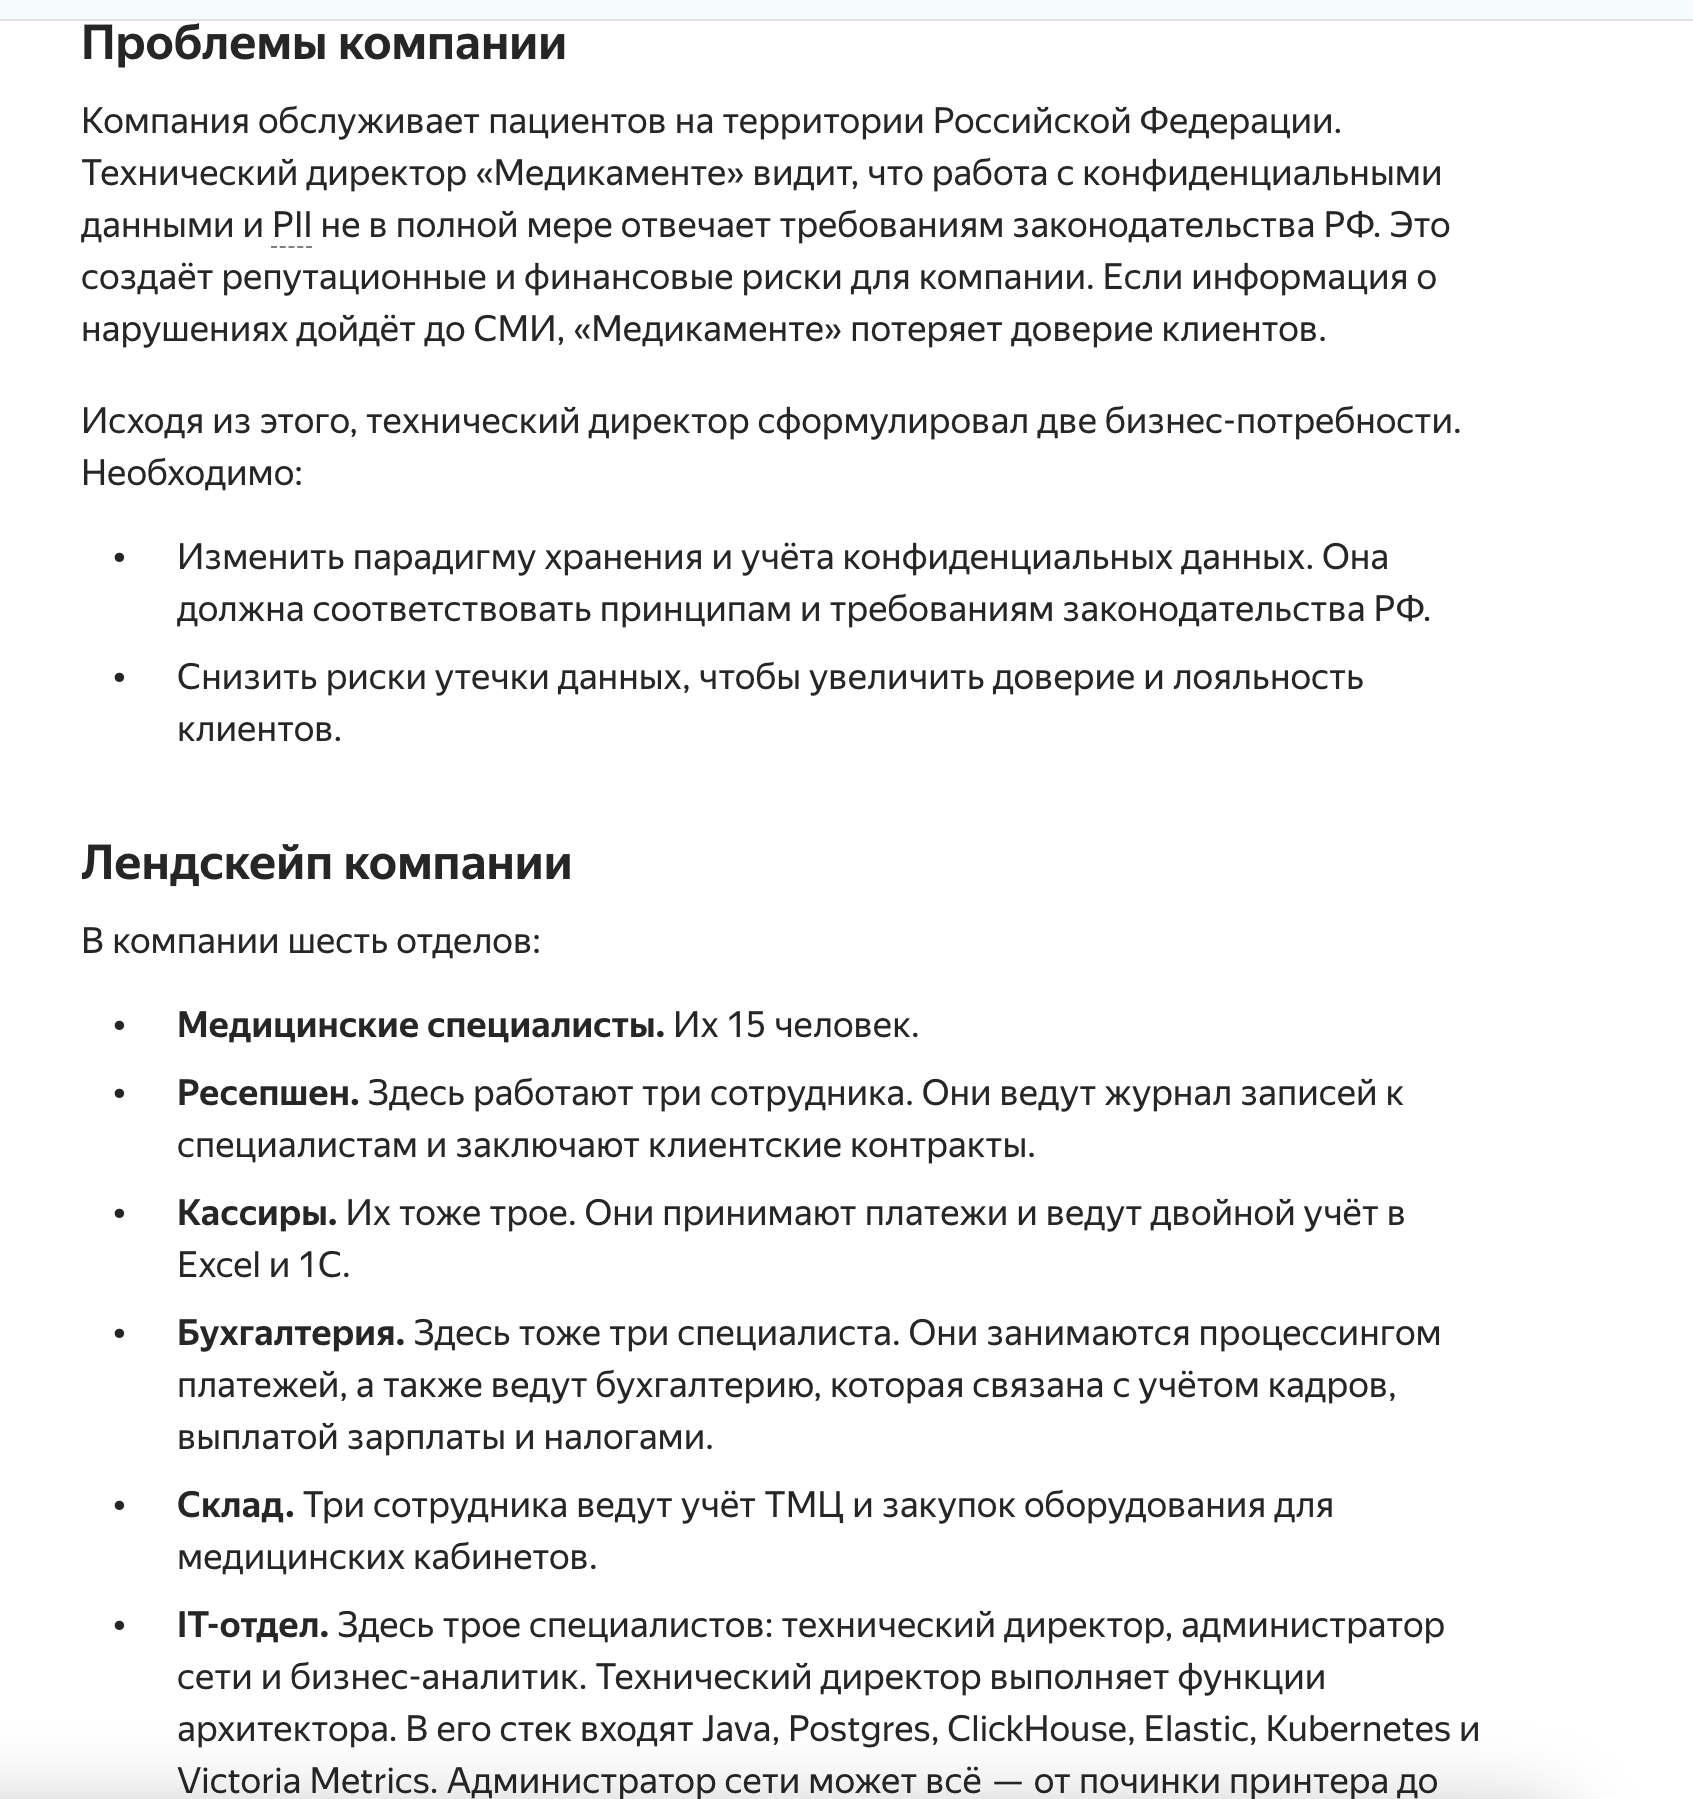 Проблемы компании
Компания обслуживает пациентов на территории Российской Федерации.
Технический директор «Медикаменте» видит, что работа с конфиденциальными
данными и PII не в полной мере отвечает требованиям законодательства РФ. Это
создаёт репутационные и финансовые риски для компании. Если информация о
нарушениях дойдёт до СМИ, «Медикаменте» потеряет доверие клиентов.
Исходя из этого, технический директор сформулировал две бизнес-потребности.
Необходимо:
• Изменить парадигму хранения и учёта конфиденциальных данных. Она
должна соответствовать принципам и требованиям законодательства РФ.
• Снизить риски утечки данных, чтобы увеличить доверие и лояльность
клиентов.
Лендскейп компании
В компании шесть отделов:
• Медицинские специалисты. Их 15 человек.
• Ресепшен. Здесь работают три сотрудника. Они ведут журнал записей к
специалистам и заключают клиентские контракты.
• Кассиры. Их тоже трое. Они принимают платежи и ведут двойной учёт в
Excel и 1С.
• Бухгалтерия. Здесь тоже три специалиста. Они занимаются процессингом
платежей, а также ведут бухгалтерию, которая связана с учётом кадров,
выплатой зарплаты и налогами.
• Склад. Три сотрудника ведут учёт ТМЦ и закупок оборудования для
медицинских кабинетов.
• IT-отдел. Здесь трое специалистов: технический директор, администратор
сети и бизнес-аналитик. Технический директор выполняет функции
архитектора. В его стек входят Java, Postgres, ClickHouse, Elastic, Kubernetes и
Victoria Metrics. Администратор сети может всё — от починки принтера до